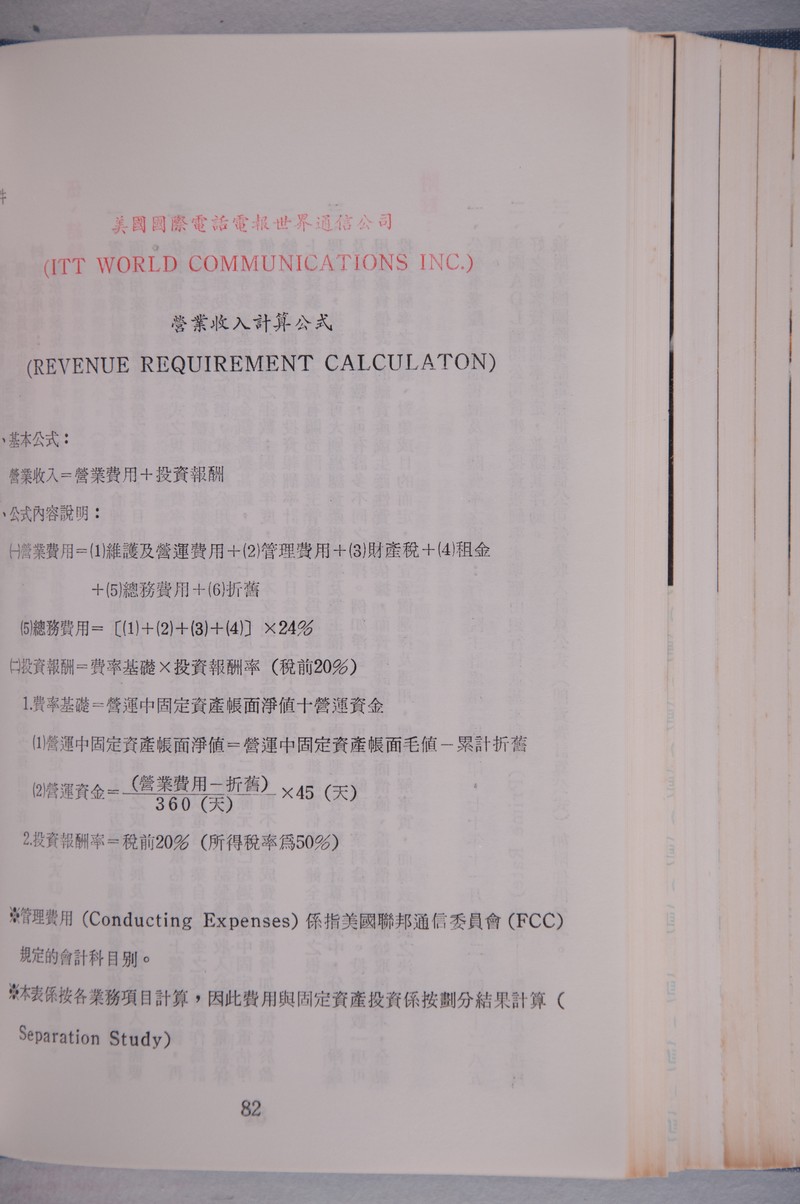 美國國際電話電報世界通信公司
(ITT WORLD COMMUNICATIONS INC.)
營業收入計算公式
(REVENUE REQUIREMENT CALCULATON)
、基本公式：
營業收入＝營業費用＋投資報酬
、公式內容說明：
㈠營業費用＝(1)維護及營運費用＋(2)管理費用＋(3)財產稅＋(4)租金
＋(5)總務費用＋(6)折舊
(5)總務費用＝〔(1)＋(2)＋(3)＋(4)〕×24%
㈡投資報酬＝費率基礎×投資報酬率（稅前20%）
1.費率基礎＝營運中固定資產帳面淨值十營運資金
(1)營運中固定資產帳面淨值＝營運中固定資產帳面毛值－累計折舊
(2)營運資金＝（營業費用－折舊）/360（天）×45（天）
2.投資報酬率＝稅前20%（所得稅率爲50%）
※管理費用 (Conducting Expenses) 係指美國聯邦通信委員會 (FCC)
規定的會計科目別。
※本表係按各業務項目計算，因此費用與固定資產投資係按劃分結果計算（
Separation Study)
82